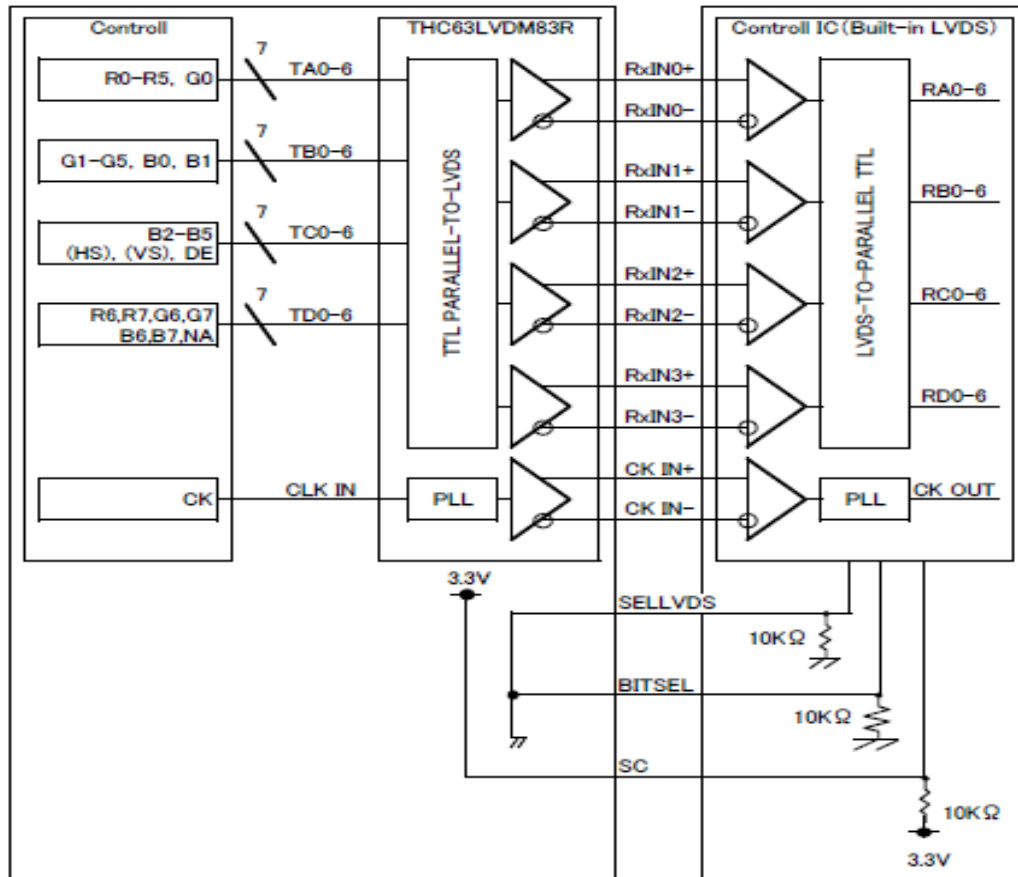 Controll
THC63LVDM83R
Controll IC(Built-in LVDS)
R0-R5, G0
7
TA0-6
RxIN0+
RxIN0-
RA0-6
G1-G5, B0, B1
7
TB0-6
RxIN1+
RxIN1-
RB0-6
B2-B5
(HS), (VS), DE
7
TC0-6
RxIN2+
RxIN2-
RC0-6
R6,R7,G6,G7
B6,B7,NA
7
TD0-6
RxIN3+
RxIN3-
RD0-6
TTL PARALLEL-TO-LVDS
LVDS-TO-PARALLEL TTL
CK
CLK IN
PLL
CK IN+
CK IN-
PLL
CK OUT
3.3V
SELLVDS
10KΩ
BITSEL
10KΩ
SC
10KΩ
3.3V